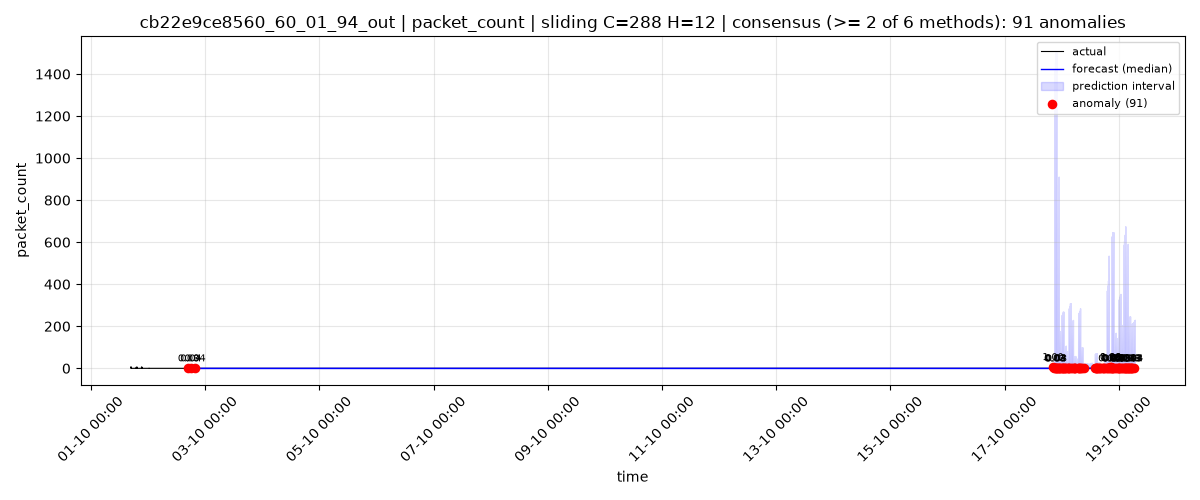 cb22e9ce8560_60_01_94_out | packet_count | sliding C=288 H=12 | consensus (>= 2 of 6 methods): 91 anomalies
actual
forecast (median)
prediction interval
anomaly (91)
packet_count
1400
1200
1000
800
600
400
200
0
01-10 00:00
03-10 00:00
05-10 00:00
07-10 00:00
09-10 00:00
11-10 00:00
13-10 00:00
15-10 00:00
17-10 00:00
19-10 00:00
time